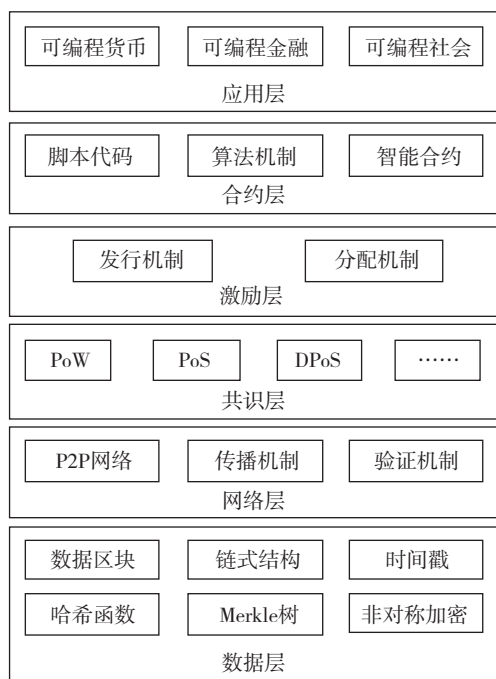 可编程货币 可编程金融 可编程社会
应用层
脚本代码 算法机制 智能合约
合约层
发行机制 分配机制
激励层
PoW PoS DPoS ……
共识层
P2P网络 传播机制 验证机制
网络层
数据区块 链式结构 时间戳
哈希函数 Merkle树 非对称加密
数据层